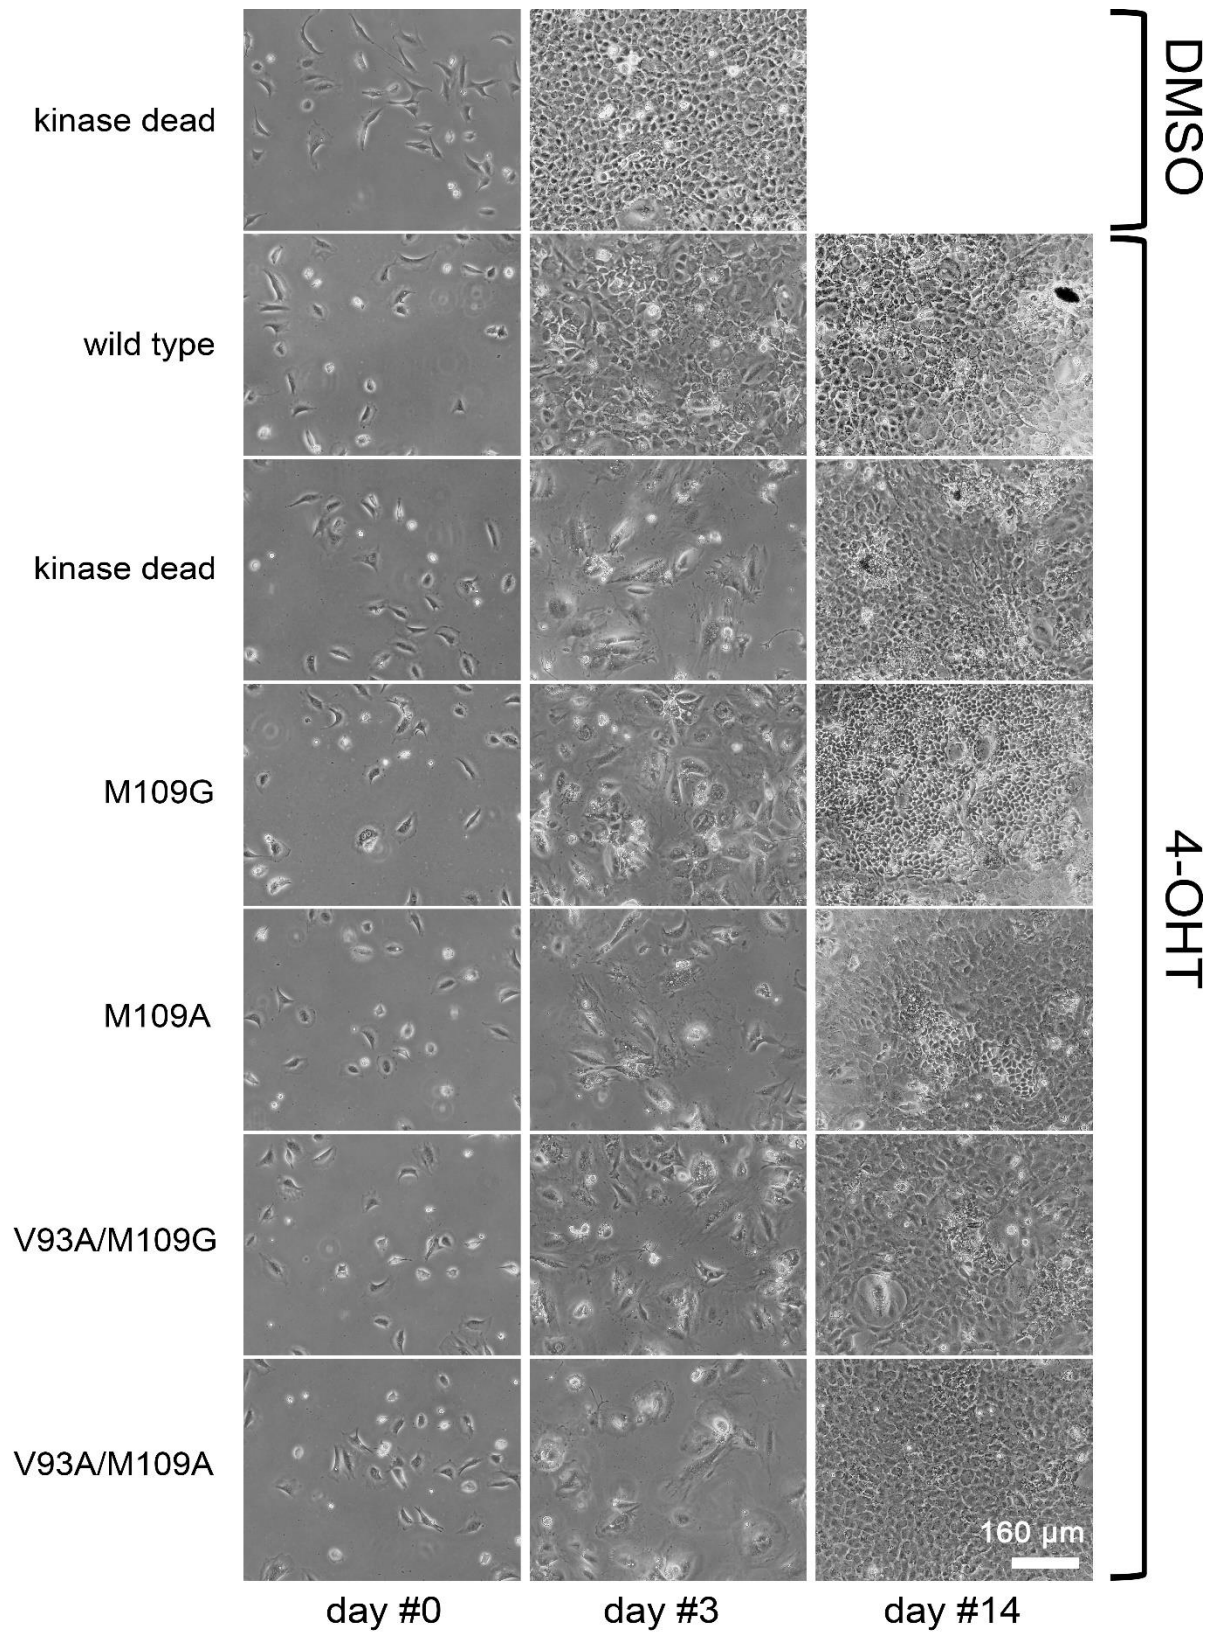 kinase dead
DMSO
wild type
kinase dead
M109G
4-OHT
M109A
V93A/M109G
V93A/M109A
160 µm
day #0
day #3
day #14